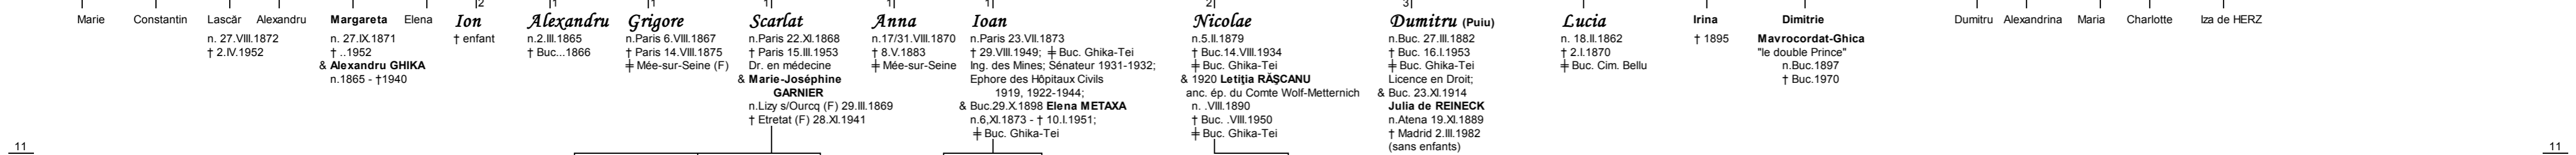 Marie
Constantin
Lascăr
n. 27.VIII.1872
† 2.IV.1952
Alexandru
Margareta
n. 27.IX.1871
† ..1952
& Alexandru GHIKA
n.1865 - †1940
Elena
2
Ion
† enfant
1
Alexandru
n.2.III.1865
† Buc...1866
1
Grigore
n.Paris 6.VIII.1867
† Paris 14.VIII.1875
╪ Mée-sur-Seine (F)
1
Scarlat
n.Paris 22.XI.1868
† Paris 15.III.1953
Dr. en médecine
& Marie-Joséphine
GARNIER
n.Lizy s/Ourcq (F) 29.III.1869
† Etretat (F) 28.XI.1941
1
Anna
n.17/31.VIII.1870
† 8.V.1883
╪ Mée-sur-Seine
1
Ioan
n.Paris 23.VII.1873
† 29.VIII.1949; ╪ Buc. Ghika-Tei
Ing. des Mines; Sénateur 1931-1932;
Ephore des Hôpitaux Civils
1919, 1922-1944;
& Buc.29.X.1898 Elena METAXA
n.6,XI.1873 - † 10.I.1951;
╪ Buc. Ghika-Tei
2
Nicolae
n.5.II.1879
† Buc.14.VIII.1934
╪ Buc. Ghika-Tei
& 1920 Letiţia RĂŞCANU
anc. ép. du Comte Wolf-Metternich
n. .VIII.1890
† Buc. .VIII.1950
╪ Buc. Ghika-Tei
3
Dumitru (Puiu)
n.Buc. 27.III.1882
† Buc. 16.I.1953
╪ Buc. Ghika-Tei
Licence en Droit;
& Buc. 23.XI.1914
Julia de REINECK
n.Atena 19.XI.1889
† Madrid 2.III.1982
(sans enfants)
Lucia
n. 18.II.1862
† 2.I.1870
╪ Buc. Cim. Bellu
Irina
† 1895
Dimitrie
Mavrocordat-Ghica
"le double Prince"
n.Buc.1897
† Buc.1970
Dumitru
Alexandrina
Maria
Charlotte
Iza de HERZ
11
11